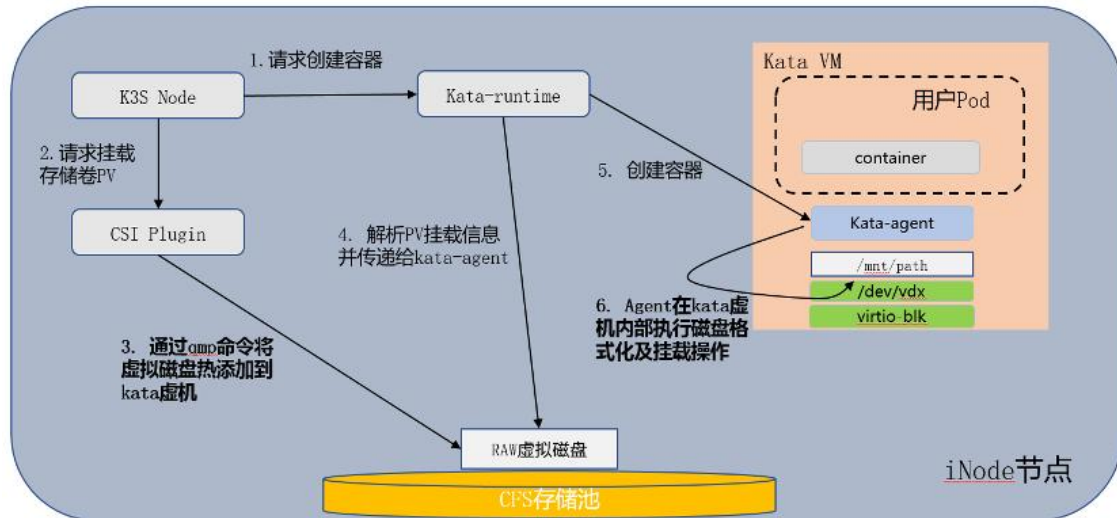 1.请求创建容器
Kata VM
用户Pod
K3S Node
Kata-runtime
2.请求挂载
存储卷PV
container
5. 创建容器
CSI Plugin
Kata-agent
4. 解析PV挂载信息
并传递给kata-agent
/mnt/path
/dev/vdx
virtio-blk
6. Agent在kata虚
机内部执行磁盘格
式化及挂载操作
3. 通过qmp命令将
虚拟磁盘热添加到
kata虚机
RAW虚拟磁盘
CFS存储池
iNode节点